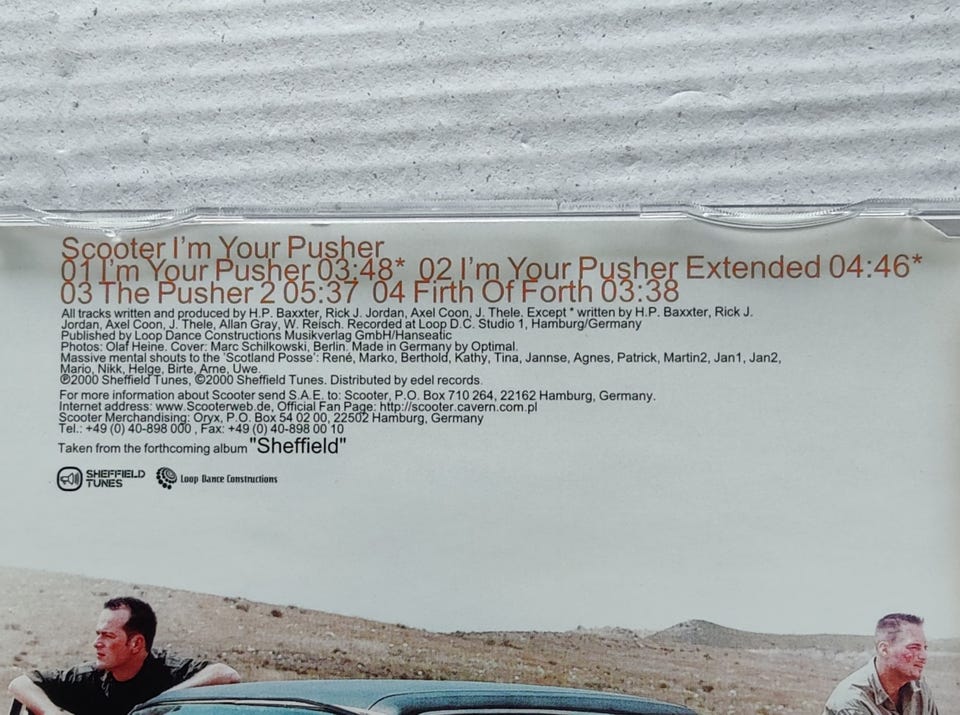 Scooter I'm Your Pusher
01 I'm Your Pusher 03:48* 02 I'm Your Pusher Extended 04:46*
03 The Pusher 2 05:37 04 Firth Of Forth 03:38
All tracks written and produced by H.P. Baxxter, Rick J. Jordan, Axel Coon, J. Thele. Except * written by H.P. Baxxter, Rick J.
Jordan, Axel Coon, J. Thele, Allan Gray, W. Reisch. Recorded at Loop D.C. Studio 1, Hamburg/Germany
Published by Loop Dance Constructions Musikverlag GmbH/Hanseatic
Photos: Olaf Heine. Cover: Marc Schilkowski, Berlin. Made in Germany by Optimal.
Massive mental shouts to the 'Scotland Posse': René, Marko, Berthold, Kathy, Tina, Jannse, Agnes, Patrick, Martin2, Jan1, Jan2,
Mario, Nikk, Helge, Birte, Arne, Uwe.
℗2000 Sheffield Tunes, ©2000 Sheffield Tunes. Distributed by edel records.
For more information about Scooter send S.A.E. to: Scooter, P.O. Box 710 264, 22162 Hamburg, Germany.
Internet address: www.Scooterweb.de, Official Fan Page: http://scooter.cavern.com.pl
Scooter Merchandising: Oryx, P.O. Box 54 02 00, 22502 Hamburg, Germany
Tel.: +49 (0) 40-898 000 , Fax: +49 (0) 40-898 00 10
Taken from the forthcoming album "Sheffield"
SHEFFIELD
TUNES
Loop Dance Constructions